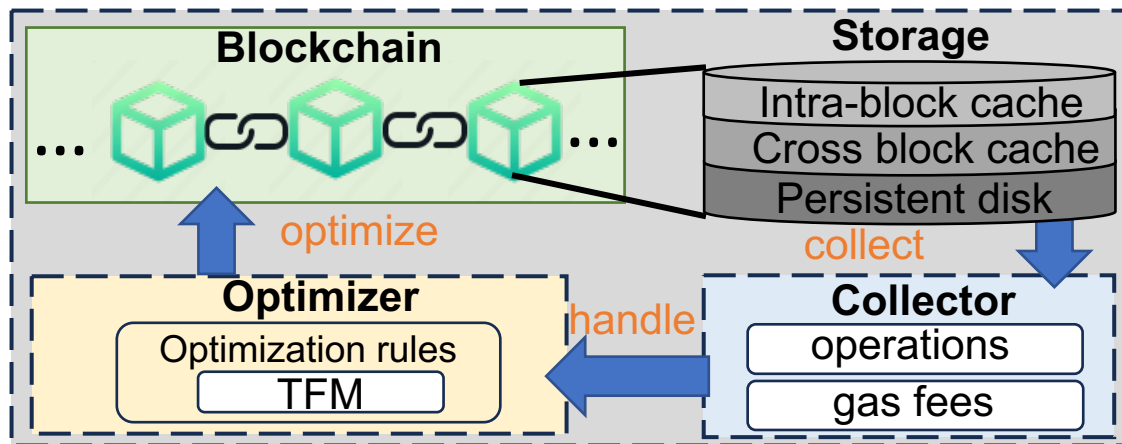 Blockchain
...
...
Storage
Intra-block cache
Cross block cache
Persistent disk
optimize
collect
Optimizer
Optimization rules
TFM
handle
Collector
operations
gas fees